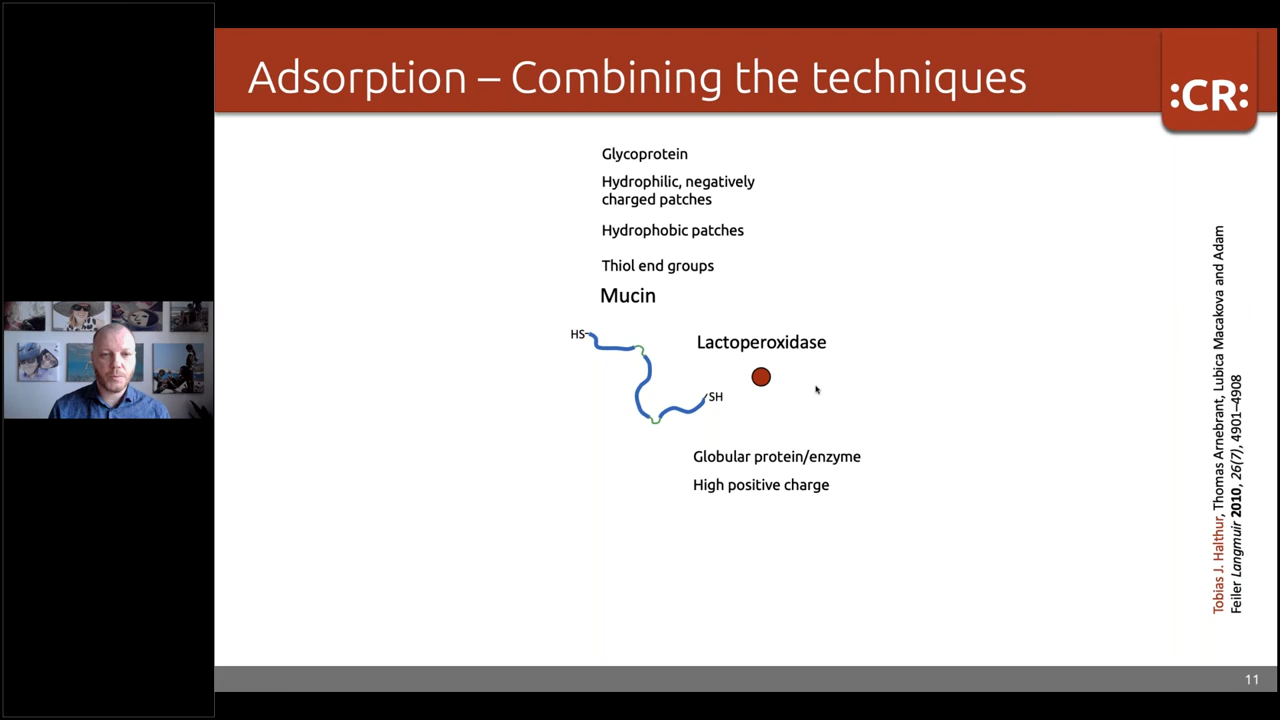 Adsorption – Combining the techniques
:CR:
Glycoprotein
Hydrophilic, negatively
charged patches
Hydrophobic patches
Thiol end groups
Mucin
HS
Lactoperoxidase
SH
Globular protein/enzyme
High positive charge
Tobias J. Halthur, Thomas Arnebrant, Lubica Macakova and Adam
Feiler Langmuir 2010, 26(7), 4901–4908
11